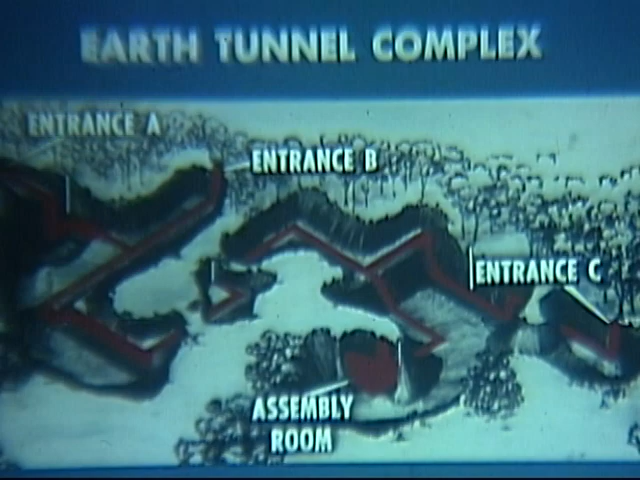 EARTH TUNNEL COMPLEX
ENTRANCE A
ENTRANCE B
ENTRANCE C
ASSEMBLY
ROOM